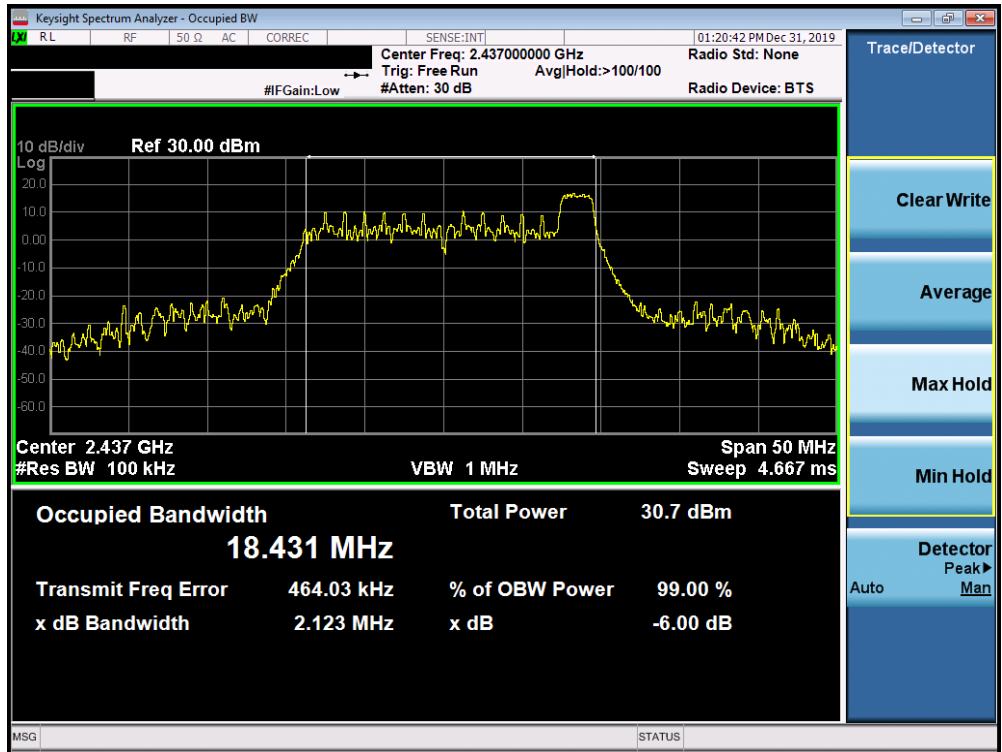 Keysight Spectrum Analyzer - Occupied BW
LXI RL RF 50 Ω AC CORREC SENSE:INT 01:20:42 PM Dec 31, 2019
Center Freq: 2.437000000 GHz Radio Std: None
Trig: Free Run Avg|Hold:>100/100
#IFGain:Low #Atten: 30 dB Radio Device: BTS
Trace/Detector
10 dB/div Ref 30.00 dBm
Log
20.0
10.0
0.00
-10.0
-20.0
-30.0
-40.0
-50.0
-60.0
Center 2.437 GHz Span 50 MHz
#Res BW 100 kHz VBW 1 MHz Sweep 4.667 ms
Occupied Bandwidth Total Power 30.7 dBm
18.431 MHz
Transmit Freq Error 464.03 kHz % of OBW Power 99.00 %
x dB Bandwidth 2.123 MHz x dB -6.00 dB
Clear Write
Average
Max Hold
Min Hold
Detector
Peak▶
Auto Man
MSG STATUS